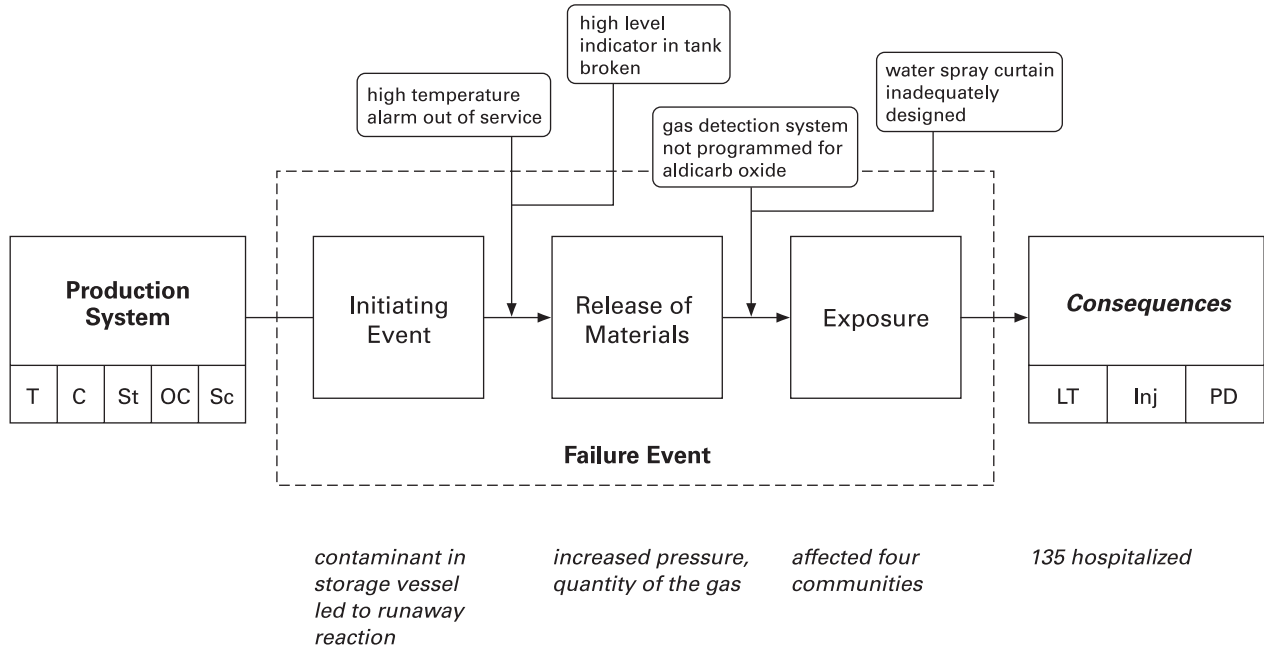 high level
indicator in tank
broken
high temperature
alarm out of service
water spray curtain
inadequately
designed
gas detection system
not programmed for
aldicarb oxide
Production
System
T C St OC Sc
Initiating
Event
Release of
Materials
Exposure
Consequences
LT Inj PD
Failure Event
contaminant in
storage vessel
led to runaway
reaction
increased pressure,
quantity of the gas
affected four
communities
135 hospitalized